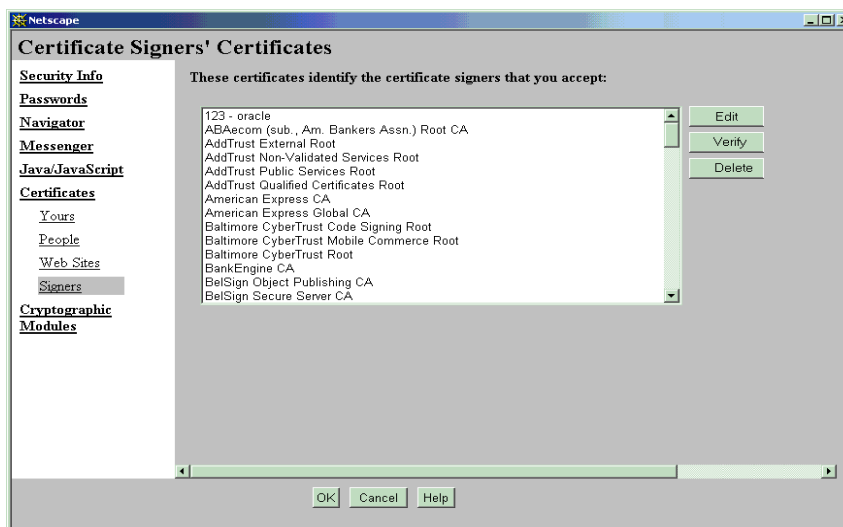 Netscape
Certificate Signers' Certificates
Security Info
Passwords
Navigator
Messenger
Java/JavaScript
Certificates
Yours
People
Web Sites
Signers
Cryptographic
Modules
These certificates identify the certificate signers that you accept:
123 - oracle
ABAecom (sub., Am. Bankers Assn.) Root CA
AddTrust External Root
AddTrust Non-Validated Services Root
AddTrust Public Services Root
AddTrust Qualified Certificates Root
American Express CA
American Express Global CA
Baltimore CyberTrust Code Signing Root
Baltimore CyberTrust Mobile Commerce Root
Baltimore CyberTrust Root
BankEngine CA
BelSign Object Publishing CA
BelSign Secure Server CA
Edit
Verify
Delete
OK
Cancel
Help